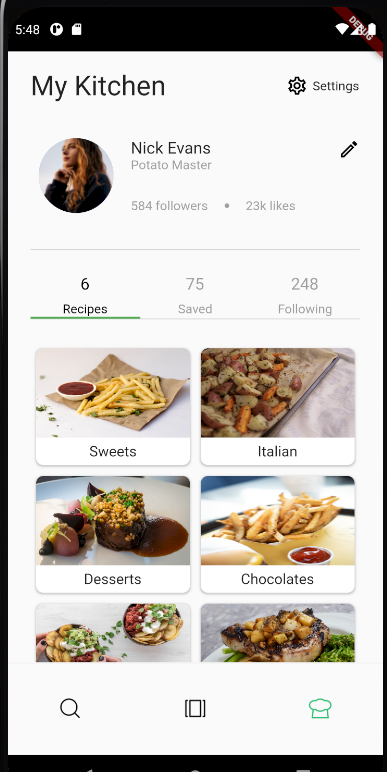 5:48
DEBUG
My Kitchen
Settings
Nick Evans
Potato Master
584 followers • 23k likes
6 75 248
Recipes Saved Following
Sweets Italian
Desserts Chocolates